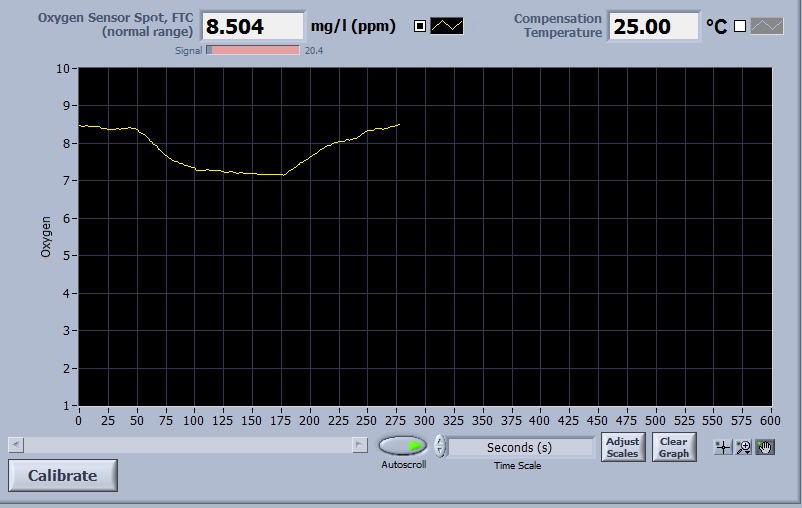 Oxygen Sensor Spot, FTC
(normal range)
8.504
mg/l (ppm)
Compensation
Temperature
25.00
°C
Signal
20.4
10
9
8
7
6
5
4
3
2
1
Oxygen
0 25 50 75 100 125 150 175 200 225 250 275 300 325 350 375 400 425 450 475 500 525 550 575 600
Autoscroll
Seconds (s)
Time Scale
Adjust
Scales
Clear
Graph
Calibrate